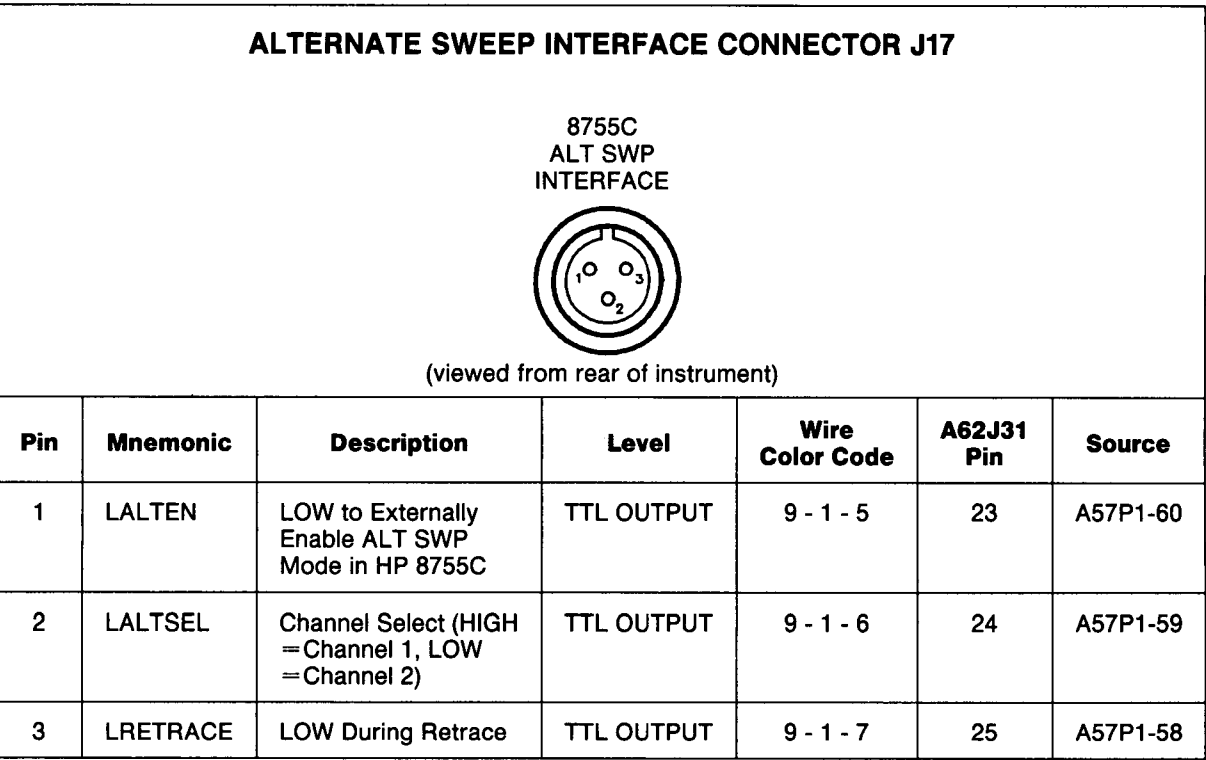 ALTERNATE SWEEP INTERFACE CONNECTOR J17
8755C
ALT SWP
INTERFACE
1
3
2
(viewed from rear of instrument)
Pin Mnemonic Description Level Wire Color Code A62J31 Pin Source
1 LALTEN LOW to Externally TTL OUTPUT 9 - 1 - 5 23 A57P1-60
Enable ALT SWP
Mode in HP 8755C
2 LALTSEL Channel Select (HIGH TTL OUTPUT 9 - 1 - 6 24 A57P1-59
=Channel 1, LOW
=Channel 2)
3 LRETRACE LOW During Retrace TTL OUTPUT 9 - 1 - 7 25 A57P1-58